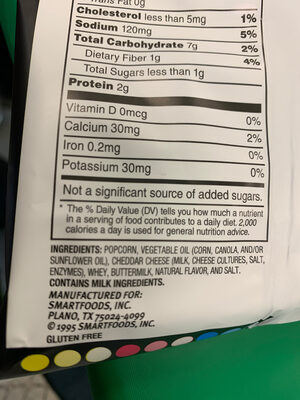 Trans Fat 0g
Cholesterol less than 5mg 1%
Sodium 120mg 5%
Total Carbohydrate 7g 2%
Dietary Fiber 1g 4%
Total Sugars less than 1g
Protein 2g
Vitamin D 0mcg 0%
Calcium 30mg 2%
Iron 0.2mg 0%
Potassium 30mg 0%
Not a significant source of added sugars.
* The % Daily Value (DV) tells you how much a nutrient
in a serving of food contributes to a daily diet. 2,000
calories a day is used for general nutrition advice.
INGREDIENTS: POPCORN, VEGETABLE OIL (CORN, CANOLA, AND/OR
SUNFLOWER OIL), CHEDDAR CHEESE (MILK, CHEESE CULTURES, SALT,
ENZYMES), WHEY, BUTTERMILK, NATURAL FLAVOR, AND SALT.
CONTAINS MILK INGREDIENTS.
MANUFACTURED FOR:
SMARTFOODS, INC.
PLANO, TX 75024-4099
© 1995 SMARTFOODS, INC.
GLUTEN FREE